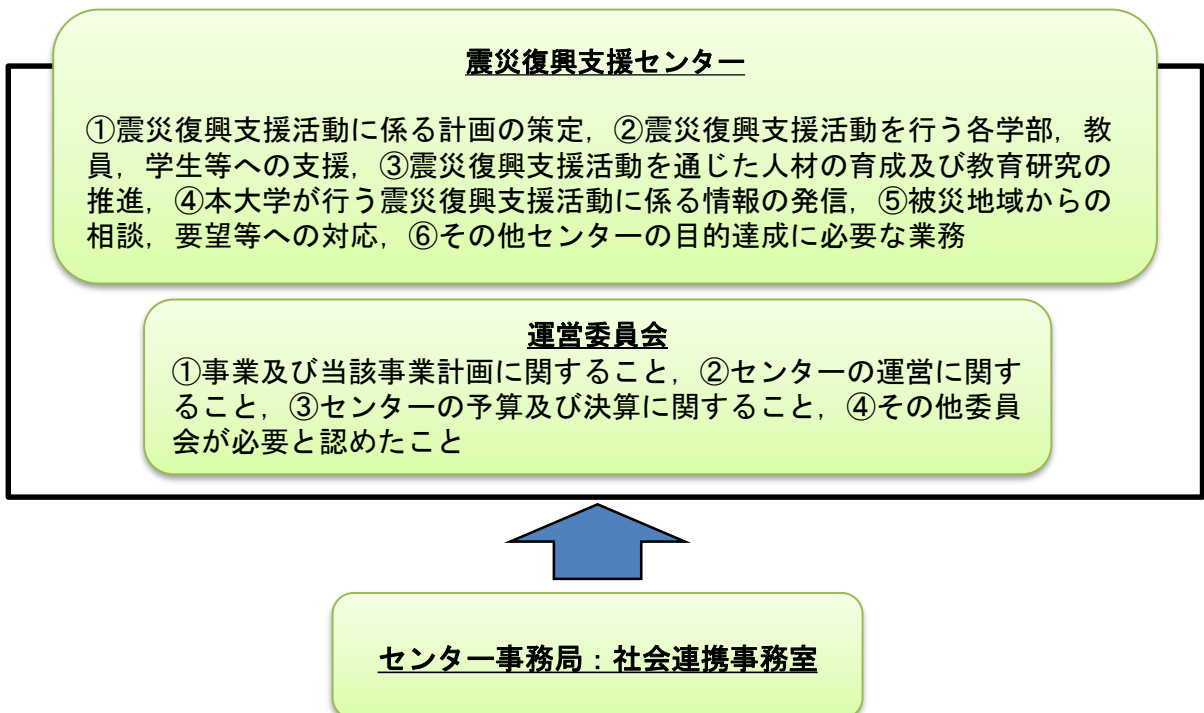 震災復興支援センター
①震災復興支援活動に係る計画の策定，②震災復興支援活動を行う各学部，教
員，学生等への支援，③震災復興支援活動を通じた人材の育成及び教育研究の
推進，④本大学が行う震災復興支援活動に係る情報の発信，⑤被災地域からの
相談，要望等への対応，⑥その他センターの目的達成に必要な業務
運営委員会
①事業及び当該事業計画に関すること，②センターの運営に関す
ること，③センターの予算及び決算に関すること，④その他委員
会が必要と認めたこと
センター事務局：社会連携事務室